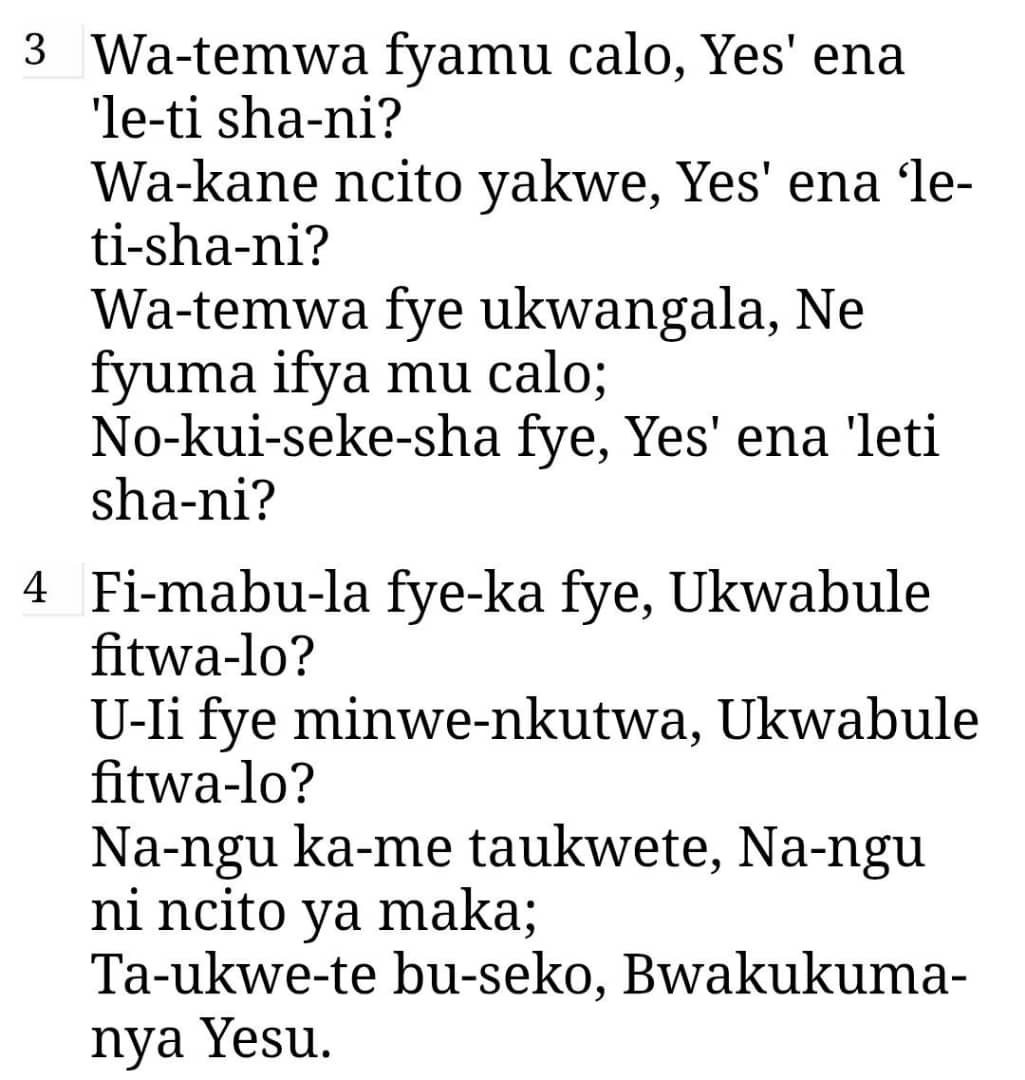 3 Wa-temwa fyamu calo, Yes' ena
'le-ti sha-ni?
Wa-kane ncito yakwe, Yes' ena ‘le-
ti-sha-ni?
Wa-temwa fye ukwangala, Ne
fyuma ifya mu calo;
No-kui-seke-sha fye, Yes' ena 'leti
sha-ni?
4 Fi-mabu-la fye-ka fye, Ukwabule
fitwa-lo?
U-Ii fye minwe-nkutwa, Ukwabule
fitwa-lo?
Na-ngu ka-me taukwete, Na-ngu
ni ncito ya maka;
Ta-ukwe-te bu-seko, Bwakukuma-
nya Yesu.